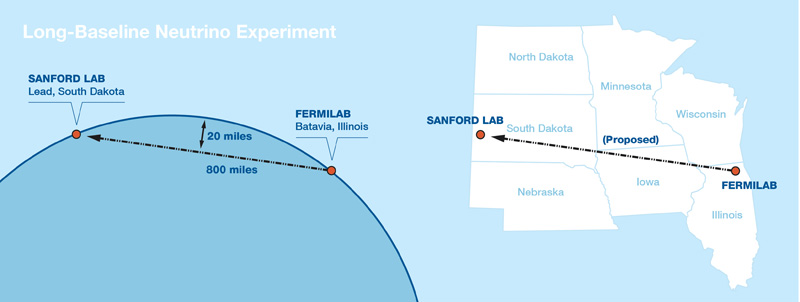 Long-Baseline Neutrino Experiment
SANFORD LAB
Lead, South Dakota
FERMILAB
Batavia, Illinois
20 miles
800 miles
North Dakota
Minnesota
Wisconsin
SANFORD LAB
South Dakota
(Proposed)
FERMILAB
Nebraska
Iowa
Illinois